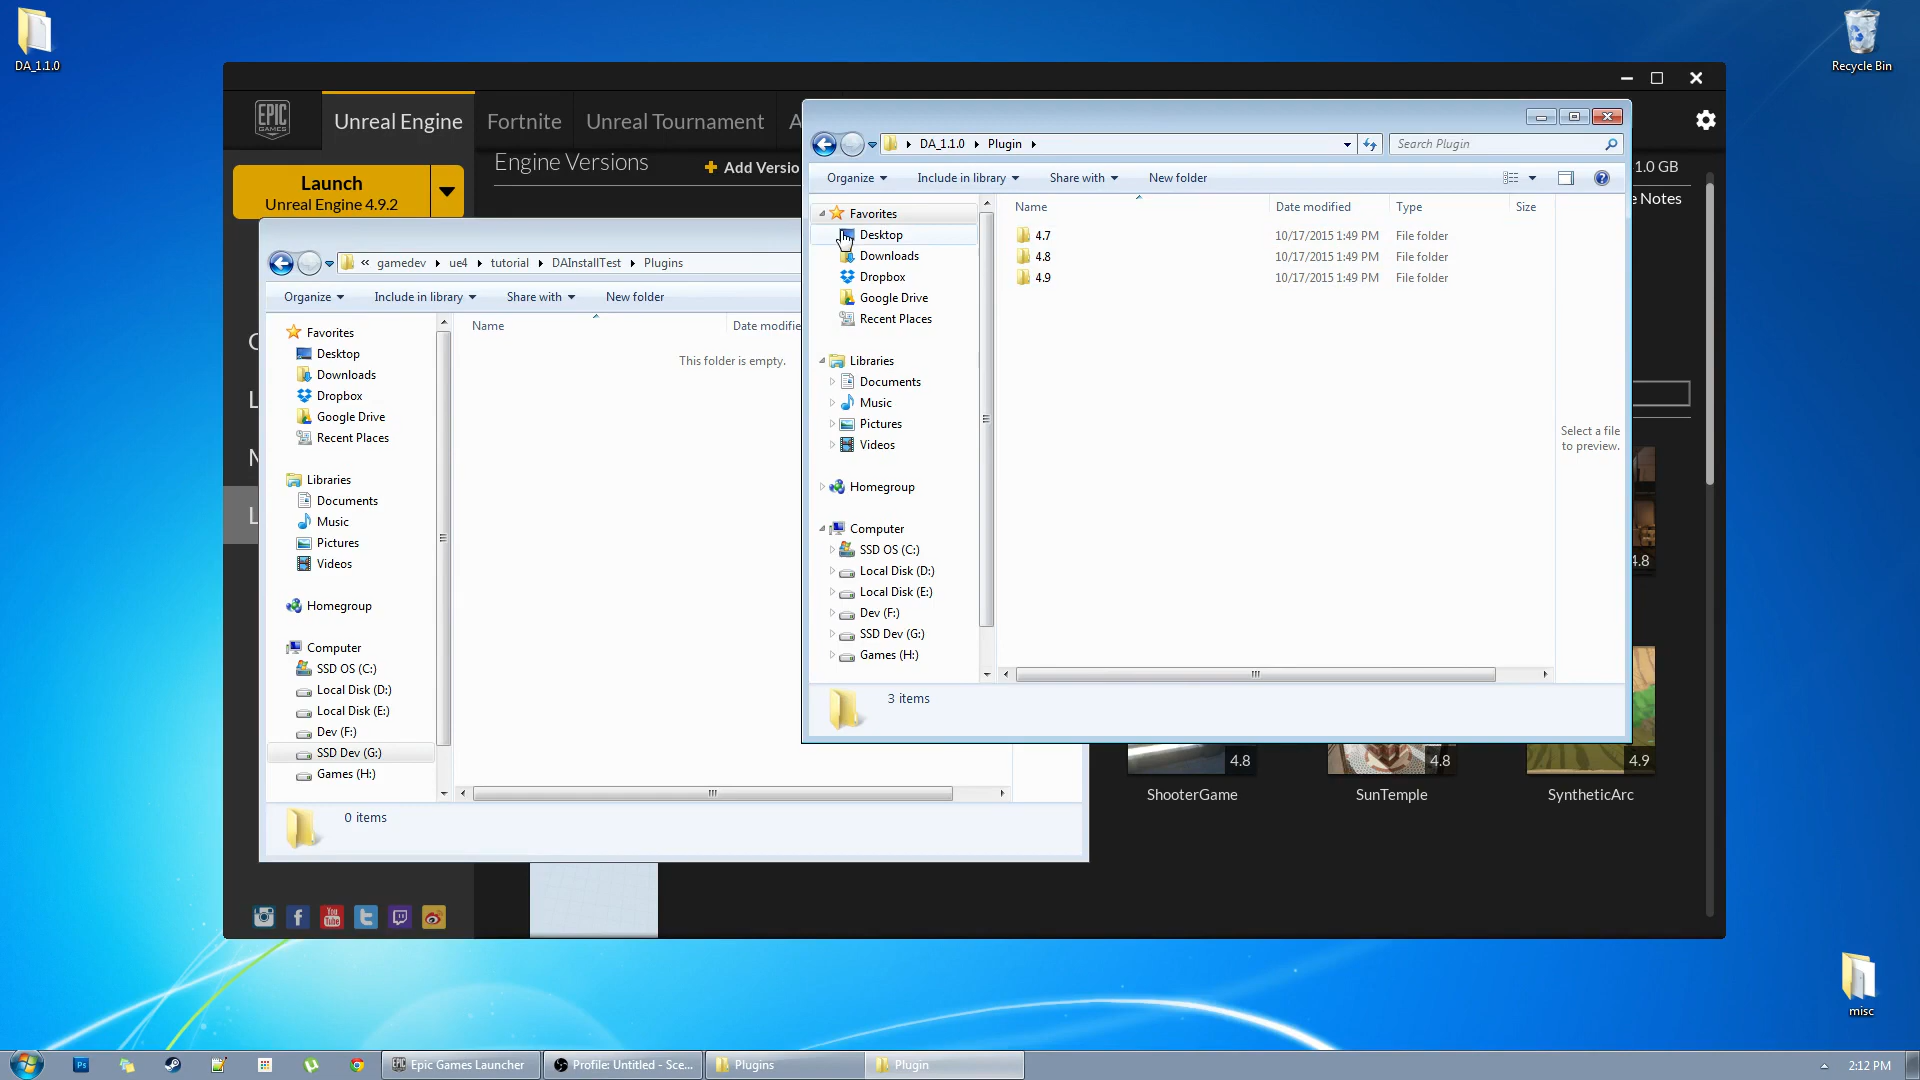 DA_1.1.0
Recycle Bin
EPIC GAMES
Unreal Engine
Fortnite
Unreal Tournament
A
Launch
Unreal Engine 4.9.2
Engine Versions
Add Versio
1.0 GB
e Notes
DA_1.1.0 Plugin
Search Plugin
Organize Include in library Share with New folder
Name Date modified Type Size
Favorites
Desktop
Downloads
Dropbox
Google Drive
Recent Places
Libraries
Documents
Music
Pictures
Videos
Homegroup
Computer
SSD OS (C:)
Local Disk (D:)
Local Disk (E:)
Dev (F:)
SSD Dev (G:)
Games (H:)
4.7 10/17/2015 1:49 PM File folder
4.8 10/17/2015 1:49 PM File folder
4.9 10/17/2015 1:49 PM File folder
Select a file
to preview.
3 items
« gamedev ue4 tutorial DAInstallTest Plugins
Organize Include in library Share with New folder
Name Date modifie
This folder is empty.
Favorites
Desktop
Downloads
Dropbox
Google Drive
Recent Places
Libraries
Documents
Music
Pictures
Videos
Homegroup
Computer
SSD OS (C:)
Local Disk (D:)
Local Disk (E:)
Dev (F:)
SSD Dev (G:)
Games (H:)
0 items
4.8
4.8
4.8
4.9
ShooterGame
SunTemple
SyntheticArc
You Tube
misc
Ps
Epic Games Launcher
Profile: Untitled - Sce...
Plugins
Plugin
2:12 PM